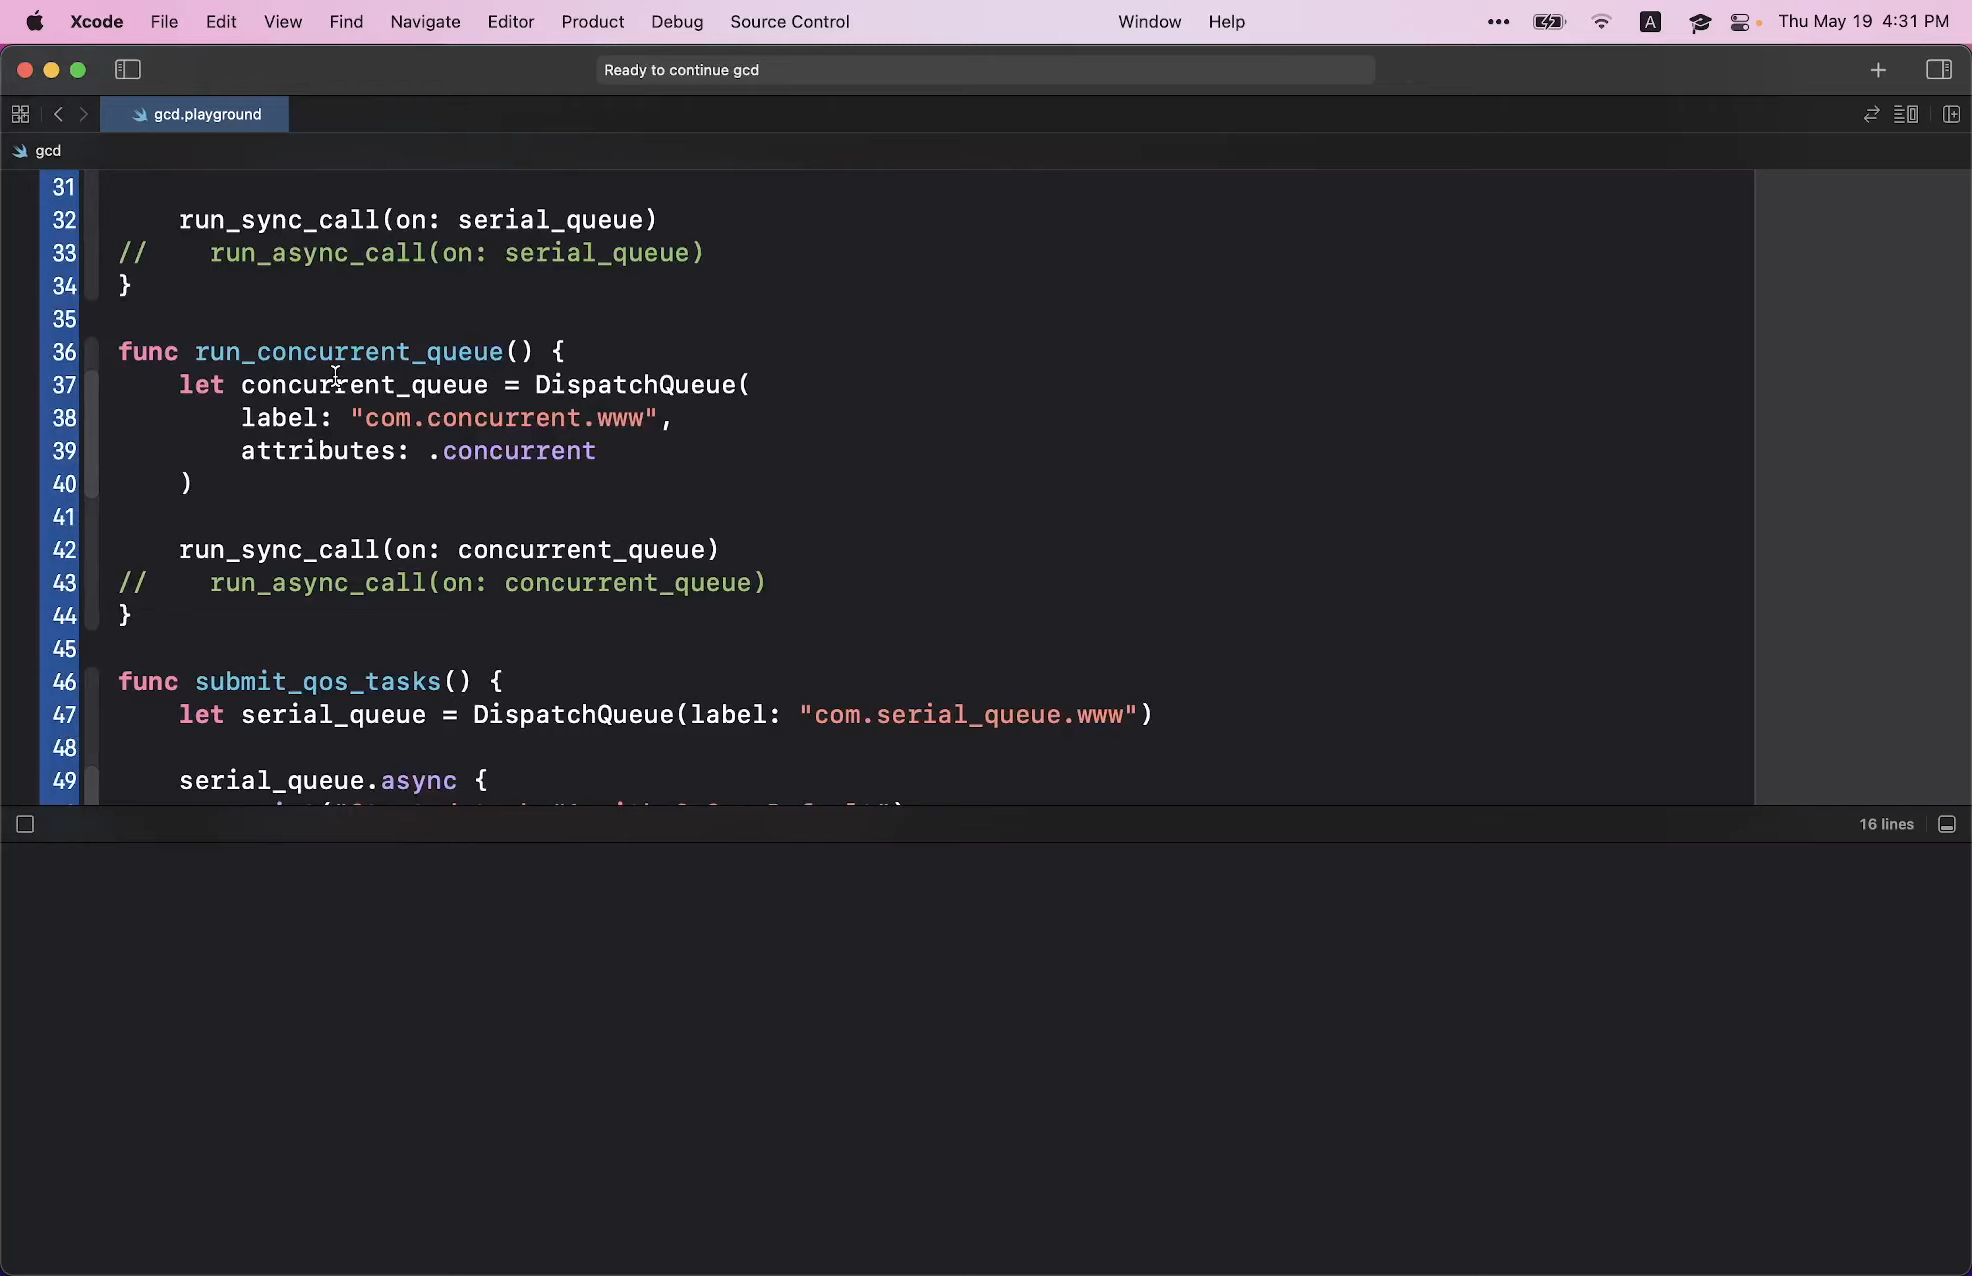 Xcode File Edit View Find Navigate Editor Product Debug Source Control Window Help A Thu May 19 4:31 PM
Ready to continue gcd
gcd.playground
gcd
31
32 run_sync_call(on: serial_queue)
33 // run_async_call(on: serial_queue)
34 }
35
36 func run_concurrent_queue() {
37 let concurrent_queue = DispatchQueue(
38 label: "com.concurrent.www",
39 attributes: .concurrent
40 )
41
42 run_sync_call(on: concurrent_queue)
43 // run_async_call(on: concurrent_queue)
44 }
45
46 func submit_qos_tasks() {
47 let serial_queue = DispatchQueue(label: "com.serial_queue.www")
48
49 serial_queue.async {
16 lines